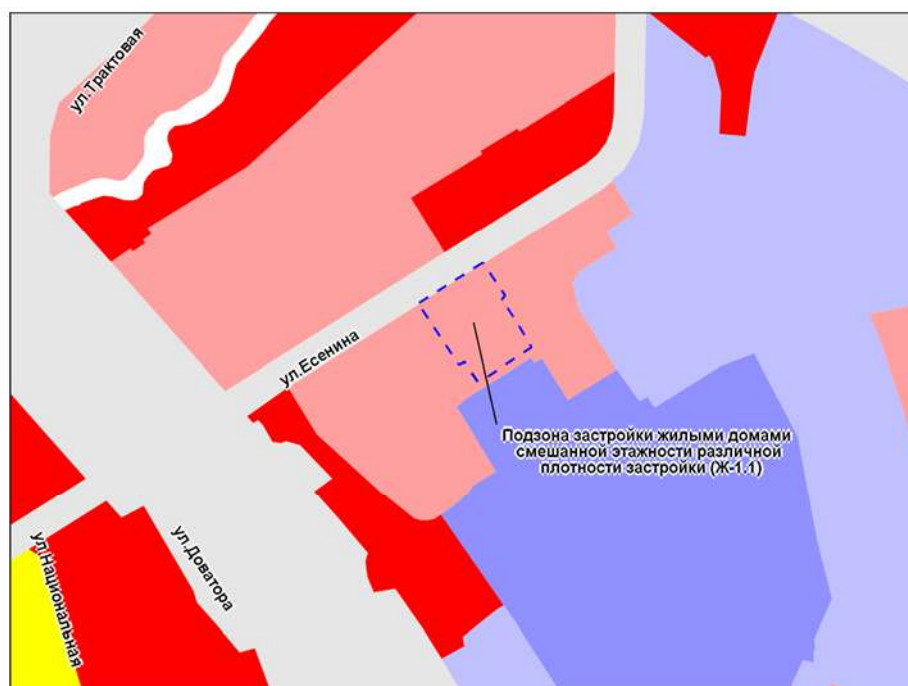 ул.Трактовая
ул.Есенина
Подзона застройки жилыми домами
смешанной этажности различной
плотности застройки (Ж-1.1)
ул.Доватора
ул.Национальная